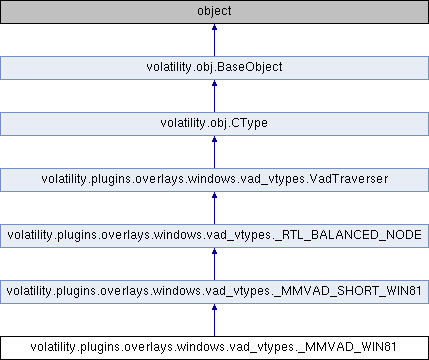 object
volatility.obj.BaseObject
volatility.obj.CType
volatility.plugins.overlays.windows.vad_vtypes.VadTraverser
volatility.plugins.overlays.windows.vad_vtypes._RTL_BALANCED_NODE
volatility.plugins.overlays.windows.vad_vtypes._MMVAD_SHORT_WIN81
volatility.plugins.overlays.windows.vad_vtypes._MMVAD_WIN81